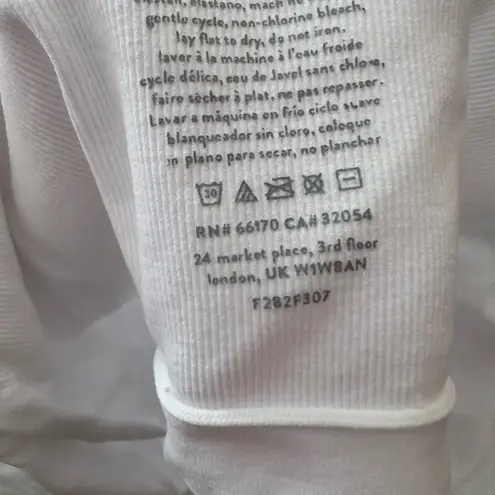 elastano, mach
gentle cycle, non-chlorine bleach,
lay flat to dry, do not iron.
laver à la machine à l'eau froide
cycle délica, eau de Javel sans chlore,
faire sécher à plat, ne pas repasser.
Lavar a máquina en frío ciclo suave
blanqueador sin cloro, coloque
en plano para secar, no planchar
30
RN# 66170 CA# 32054
24 market place, 3rd floor
london, UK W1W8AN
F282F307